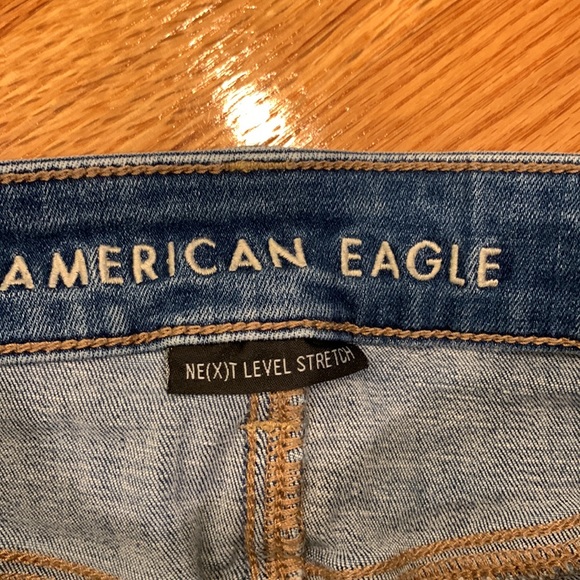 AMERICAN EAGLE
NE(X)T LEVEL STRETCH